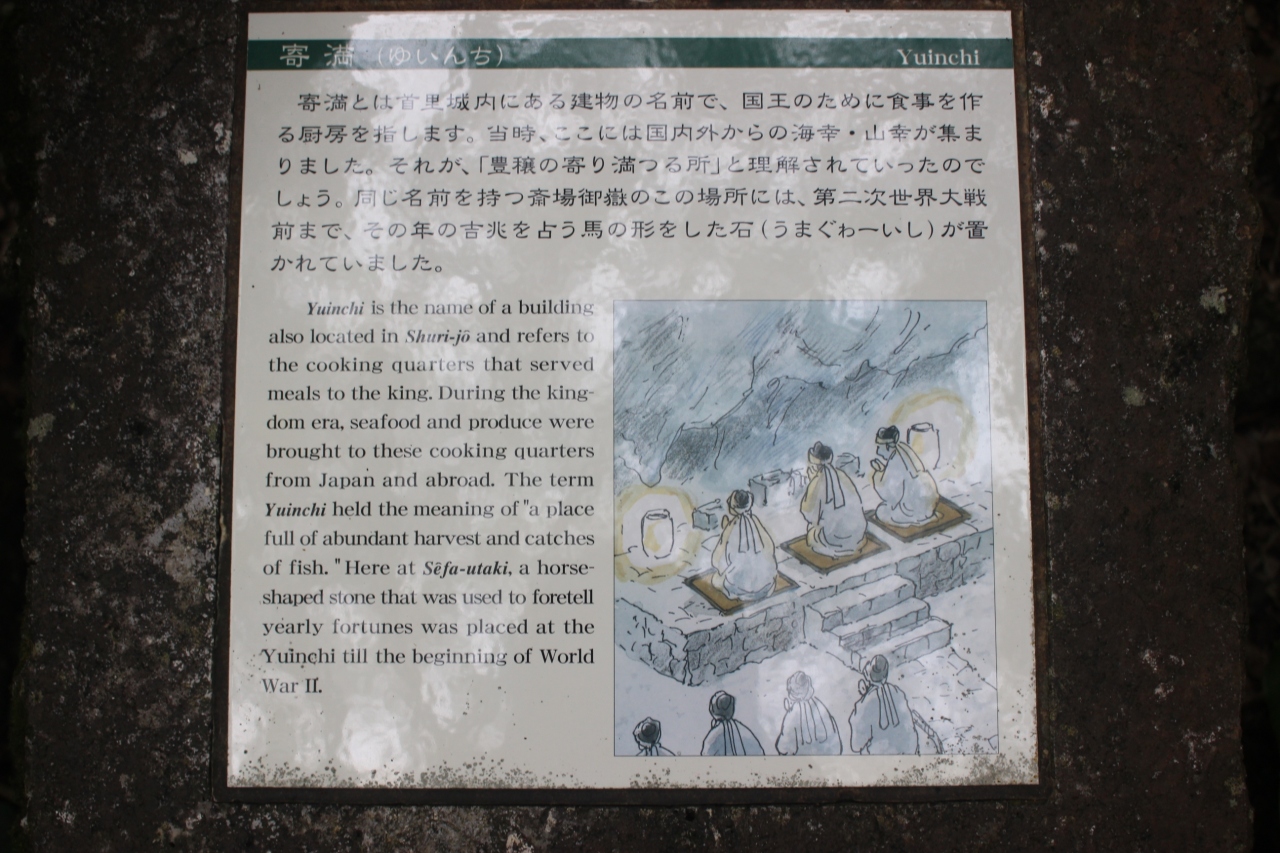 寄満（ゆいんち） Yuinchi
寄満とは首里城内にある建物の名前で、国王のために食事を作
る厨房を指します。当時、ここには国内外からの海幸・山幸が集ま
りました。それが、「豊穣の寄り満つる所」と理解されていったので
しょう。同じ名前を持つ斎場御嶽のこの場所には、第二次世界大戦
前まで、その年の吉兆を占う馬の形をした石（うまぐゎーいし）が置
かれていました。
Yuinchi is the name of a building
also located in Shuri-jō and refers to
the cooking quarters that served
meals to the king. During the king-
dom era, seafood and produce were
brought to these cooking quarters
from Japan and abroad. The term
Yuinchi held the meaning of "a place
full of abundant harvest and catches
of fish. "Here at Sēfa-utaki, a horse-
shaped stone that was used to foretell
yearly fortunes was placed at the
Yuinchi till the beginning of World
War II.